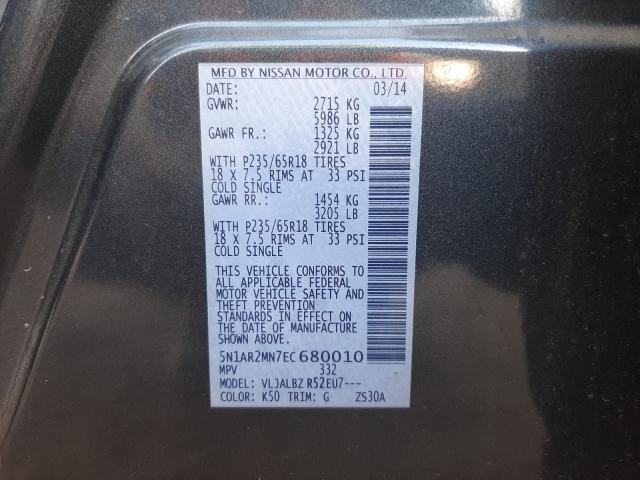 MFD BY NISSAN MOTOR CO., LTD.
DATE: 03/14
GVWR: 2715 KG
5986 LB
GAWR FR.: 1325 KG
2921 LB
WITH P235/65R18 TIRES
18 X 7.5 RIMS AT 33 PSI
COLD SINGLE
GAWR RR.: 1454 KG
3205 LB
WITH P235/65R18 TIRES
18 X 7.5 RIMS AT 33 PSI
COLD SINGLE
THIS VEHICLE CONFORMS TO
ALL APPLICABLE FEDERAL
MOTOR VEHICLE SAFETY AND
THEFT PREVENTION
STANDARDS IN EFFECT ON
THE DATE OF MANUFACTURE
SHOWN ABOVE.
5N1AR2MN7EC680010
MPV 332
MODEL: VLJALBZ R52EU7---
COLOR: K50 TRIM: G ZS30A